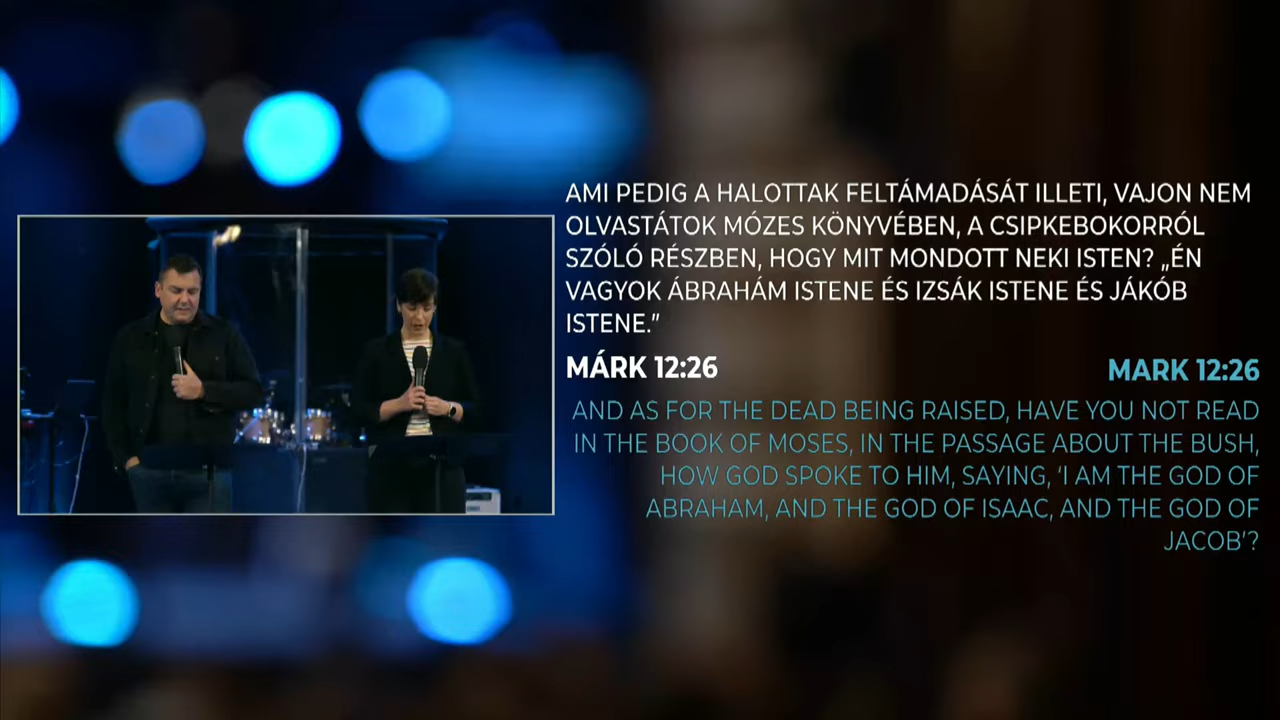 AMI PEDIG A HALOTTAK FELTÁMADÁSÁT ILLETI, VAJON NEM
OLVASTÁTOK MÓZES KÖNYVÉBEN, A CSIPKEBOKORRÓL
SZÓLÓ RÉSZBEN, HOGY MIT MONDOTT NEKI ISTEN? „ÉN
VAGYOK ÁBRAHÁM ISTENE ÉS IZSÁK ISTENE ÉS JÁKÓB
ISTENE.”
MÁRK 12:26
MARK 12:26
AND AS FOR THE DEAD BEING RAISED, HAVE YOU NOT READ
IN THE BOOK OF MOSES, IN THE PASSAGE ABOUT THE BUSH,
HOW GOD SPOKE TO HIM, SAYING, ‘I AM THE GOD OF
ABRAHAM, AND THE GOD OF ISAAC, AND THE GOD OF
JACOB’?